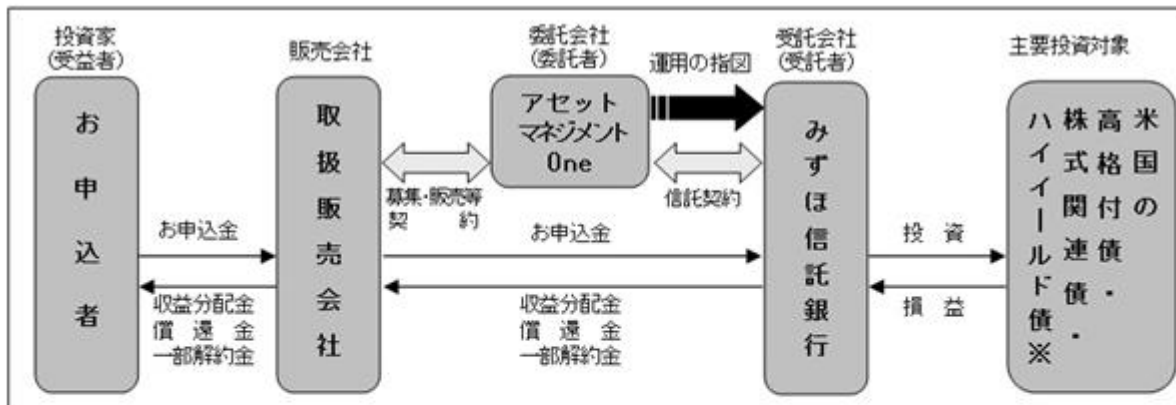 投資家
(受益者)
お申込者
販売会社
取扱販売会社
委託会社
(委託者)
アセット
マネジメント
One
運用の指図
受託会社
(受託者)
みずほ信託銀行
主要投資対象
米国の
高格付債・
株式関連債・
ハイイールド債※
募集・販売等
契約
信託契約
お申込金
収益分配金
償還金
一部解約金
お申込金
収益分配金
償還金
一部解約金
投資
損益